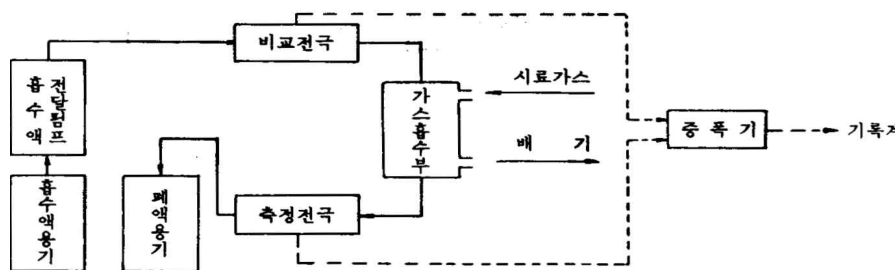 비교전극
흡수액
전달펌프
가스흡수부
시료가스
배 기
증 폭 기
기록계
흡수액용기
폐액용기
측정전극